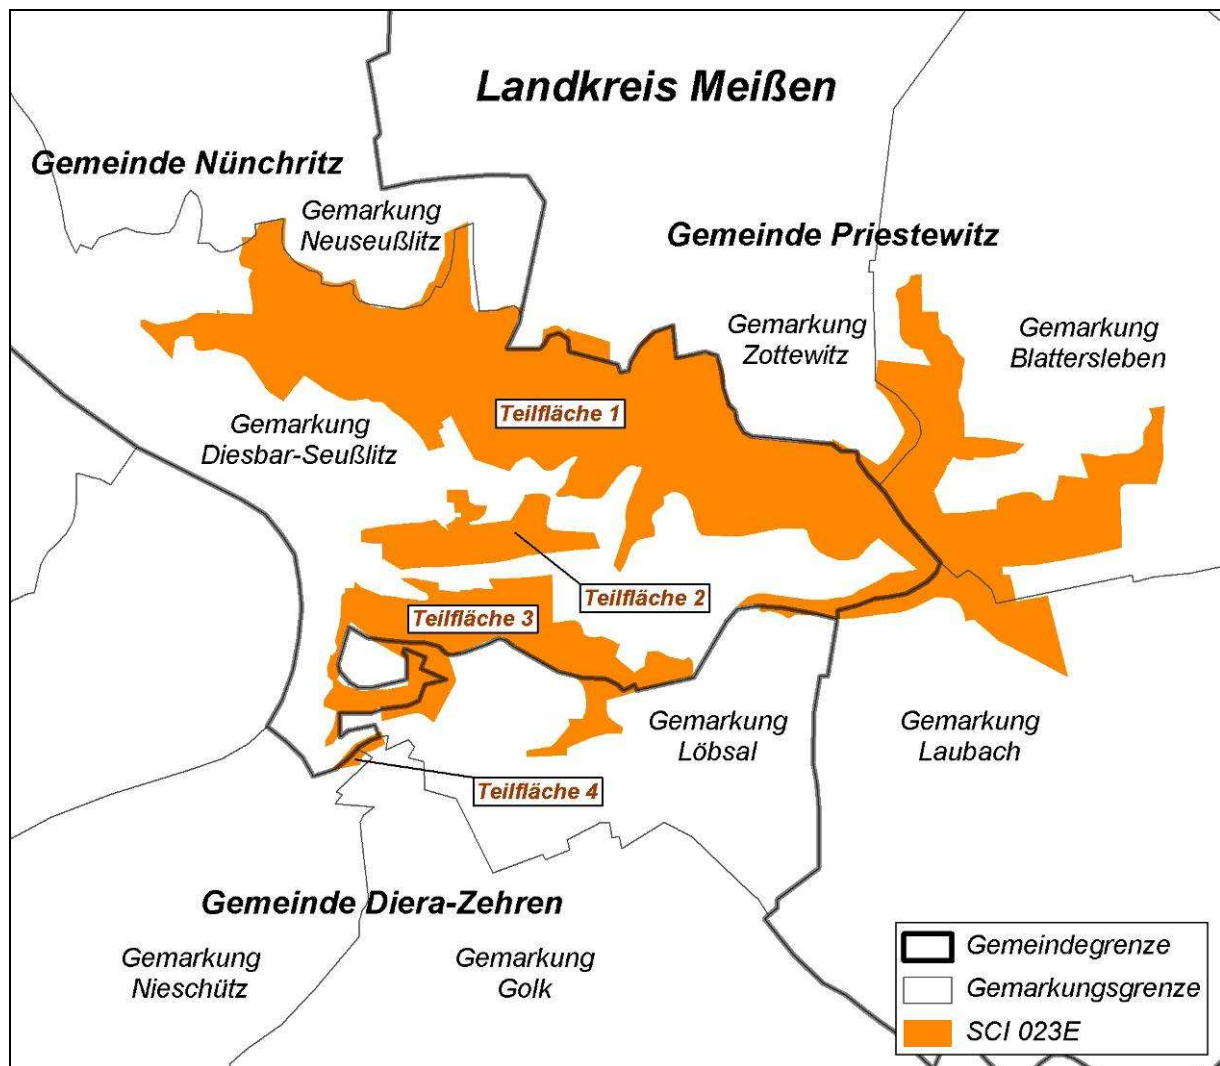 Landkreis Meißen
Gemeinde Nünchritz
Gemarkung
Neuseußlitz
Gemeinde Priestewitz
Gemarkung
Zottewitz
Gemarkung
Blattersleben
Teilfläche 1
Gemarkung
Diesbar-Seußlitz
Teilfläche 2
Teilfläche 3
Gemarkung
Löbsal
Gemarkung
Laubach
Teilfläche 4
Gemeinde Diera-Zehren
Gemarkung
Nieschütz
Gemarkung
Golk
Gemeindegrenze
Gemarkungsgrenze
SCI 023E